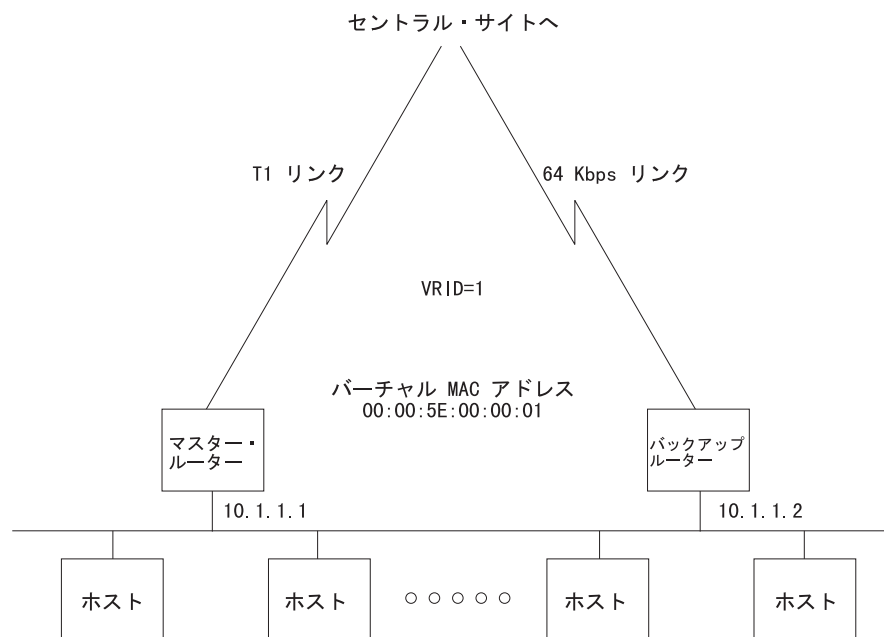 セントラル・サイトへ
T1 リンク
64 Kbps リンク
VRID=1
バーチャル MAC アドレス
00:00:5E:00:00:01
マスター・
ルーター
バックアップ
ルーター
10.1.1.1
10.1.1.2
ホスト
ホスト
ホスト
ホスト